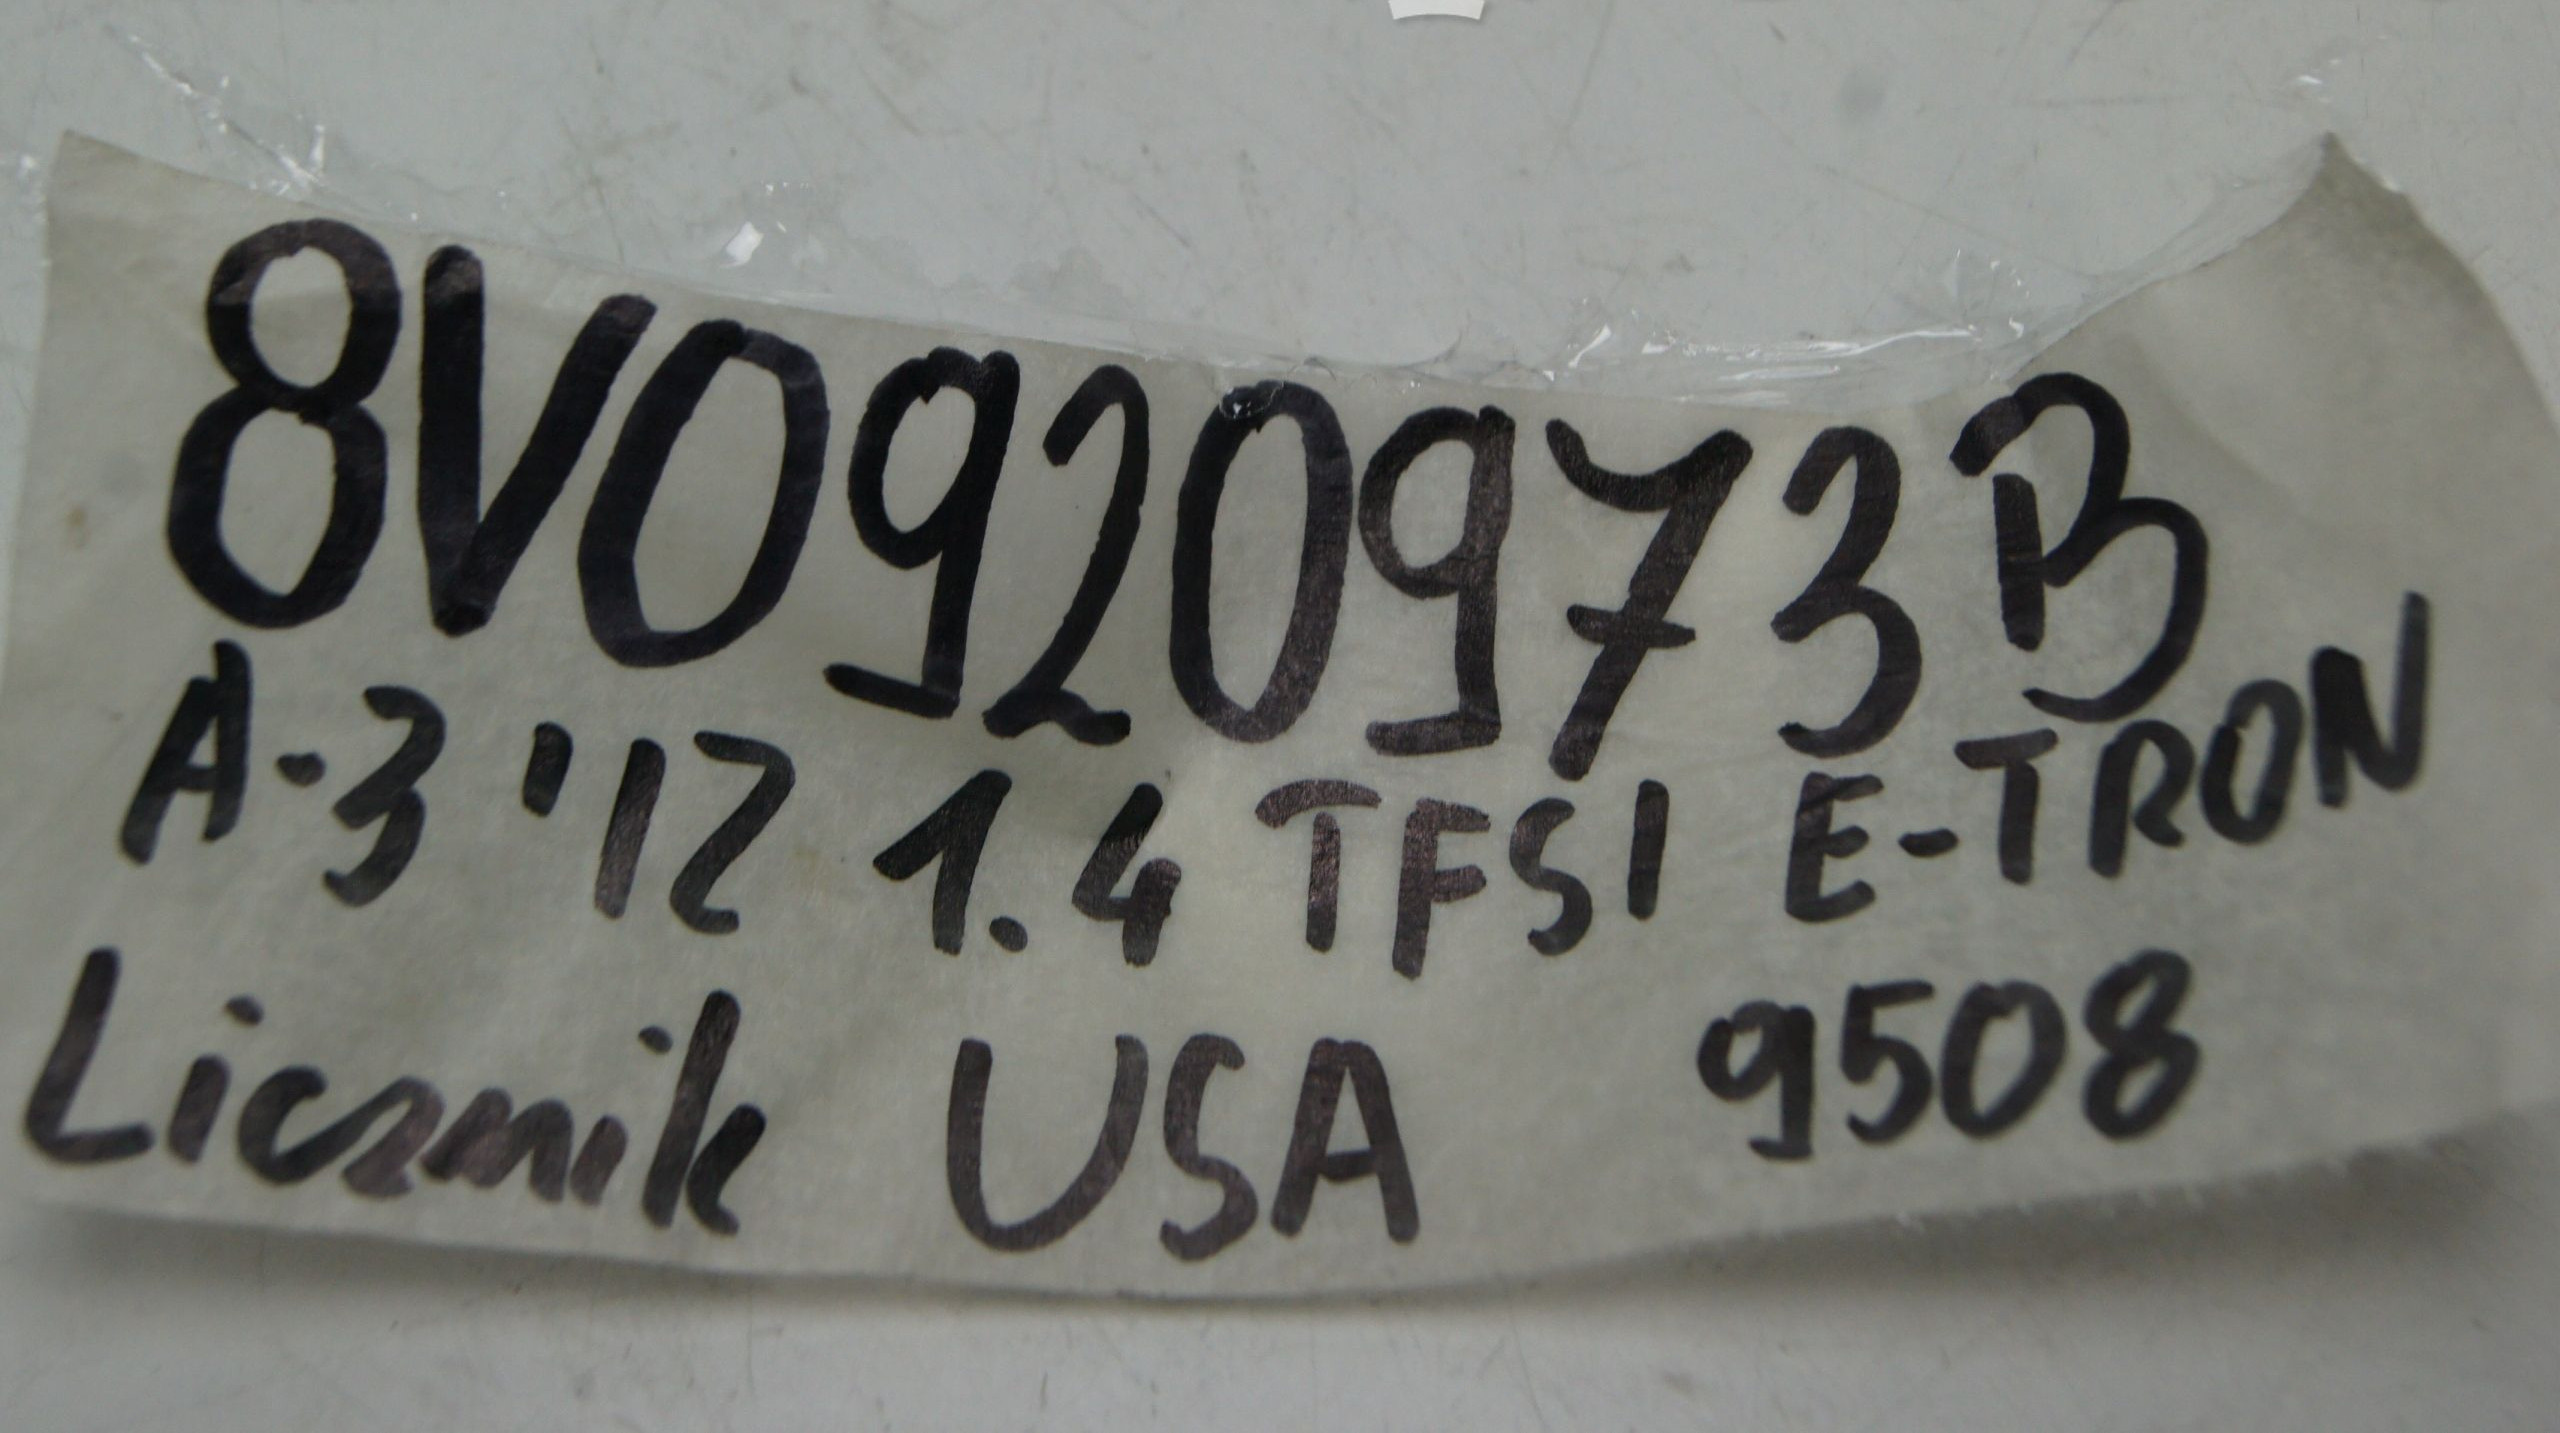 8V0920973B
A-3 '12 1.4 TFSI E-TRON
Licznik USA 9508